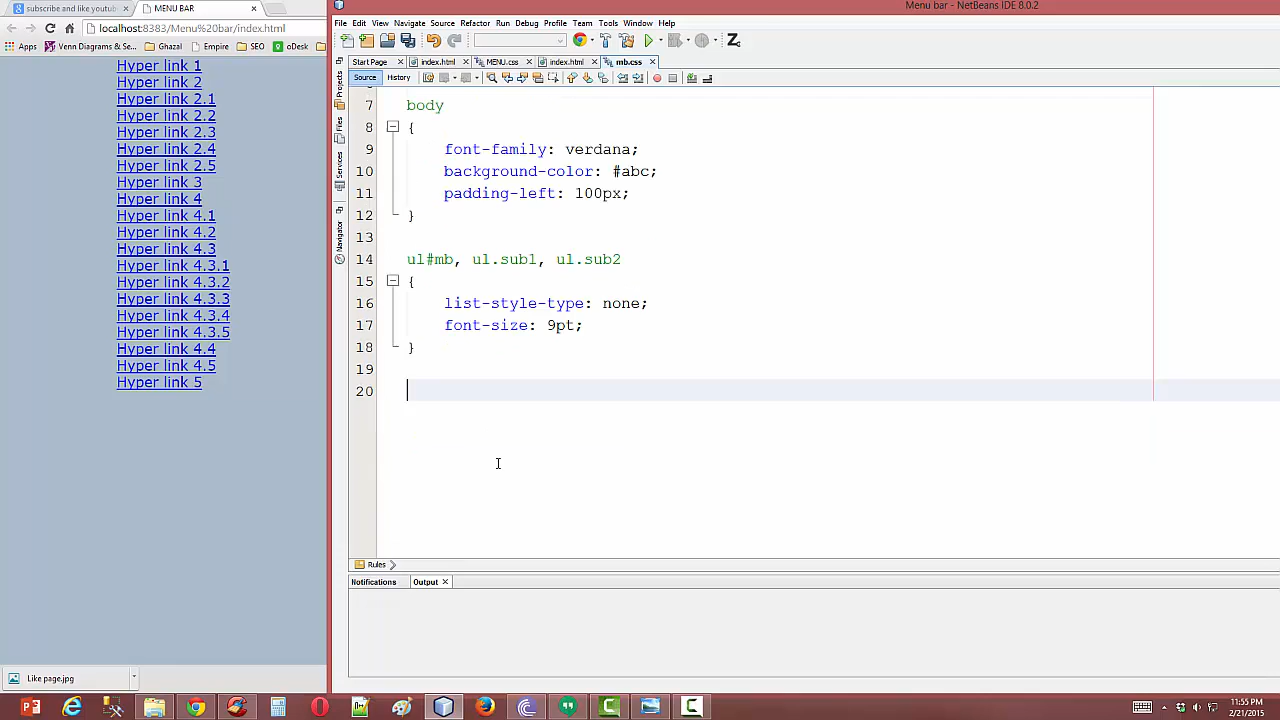 subscribe and like youtub
MENU BAR
Menu bar - NetBeans IDE 8.0.2
localhost:8383/Menu%20bar/index.html
File Edit View Navigate Source Refactor Run Debug Profile Team Tools Window Help
Apps
Venn Diagrams
Ghazal
Empire
SEO
oDesk
Start Page
index.html
MENU.css
index.html
mb.css
Source
History
Projects
Files
Services
Navigator
Hyper link 1
Hyper link 2
Hyper link 2.1
Hyper link 2.2
Hyper link 2.3
Hyper link 2.4
Hyper link 2.5
Hyper link 3
Hyper link 4
Hyper link 4.1
Hyper link 4.2
Hyper link 4.3
Hyper link 4.3.1
Hyper link 4.3.2
Hyper link 4.3.3
Hyper link 4.3.4
Hyper link 4.3.5
Hyper link 4.4
Hyper link 4.5
Hyper link 5
7 body
8 {
9 font-family: verdana;
10 background-color: #abc;
11 padding-left: 100px;
12 }
13
14 ul#mb, ul.sub1, ul.sub2
15 {
16 list-style-type: none;
17 font-size: 9pt;
18 }
19
20
Rules
Notifications
Output
Like page.jpg
11:55 PM
2/21/2015